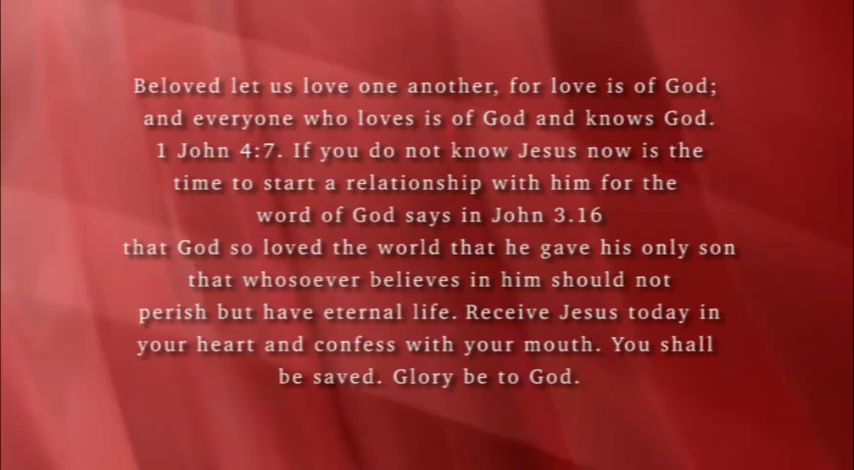 Beloved let us love one another, for love is of God;
and everyone who loves is of God and knows God.
1 John 4:7. If you do not know Jesus now is the
time to start a relationship with him for the
word of God says in John 3.16
that God so loved the world that he gave his only son
that whosoever believes in him should not
perish but have eternal life. Receive Jesus today in
your heart and confess with your mouth. You shall
be saved. Glory be to God.